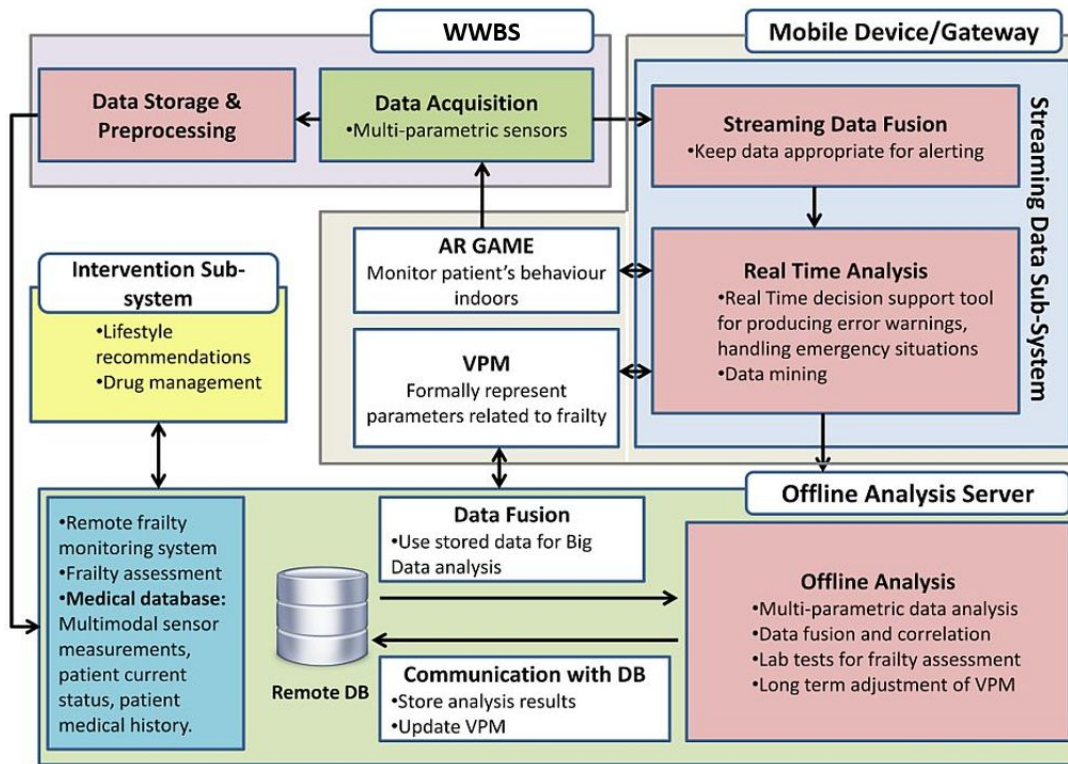 WWBS
Mobile Device/Gateway
Data Storage &
Preprocessing
Data Acquisition
•Multi-parametric sensors
Streaming Data Fusion
•Keep data appropriate for alerting
Streaming Data Sub-System
AR GAME
Monitor patient's behaviour
indoors
Real Time Analysis
•Real Time decision support tool
for producing error warnings,
handling emergency situations
•Data mining
Intervention Sub-
system
•Lifestyle
recommendations
•Drug management
VPM
Formally represent
parameters related to frailty
Offline Analysis Server
•Remote frailty
monitoring system
•Frailty assessment
•Medical database:
Multimodal sensor
measurements,
patient current
status, patient
medical history.
Remote DB
Data Fusion
•Use stored data for Big
Data analysis
Communication with DB
•Store analysis results
•Update VPM
Offline Analysis
•Multi-parametric data analysis
•Data fusion and correlation
•Lab tests for frailty assessment
•Long term adjustment of VPM